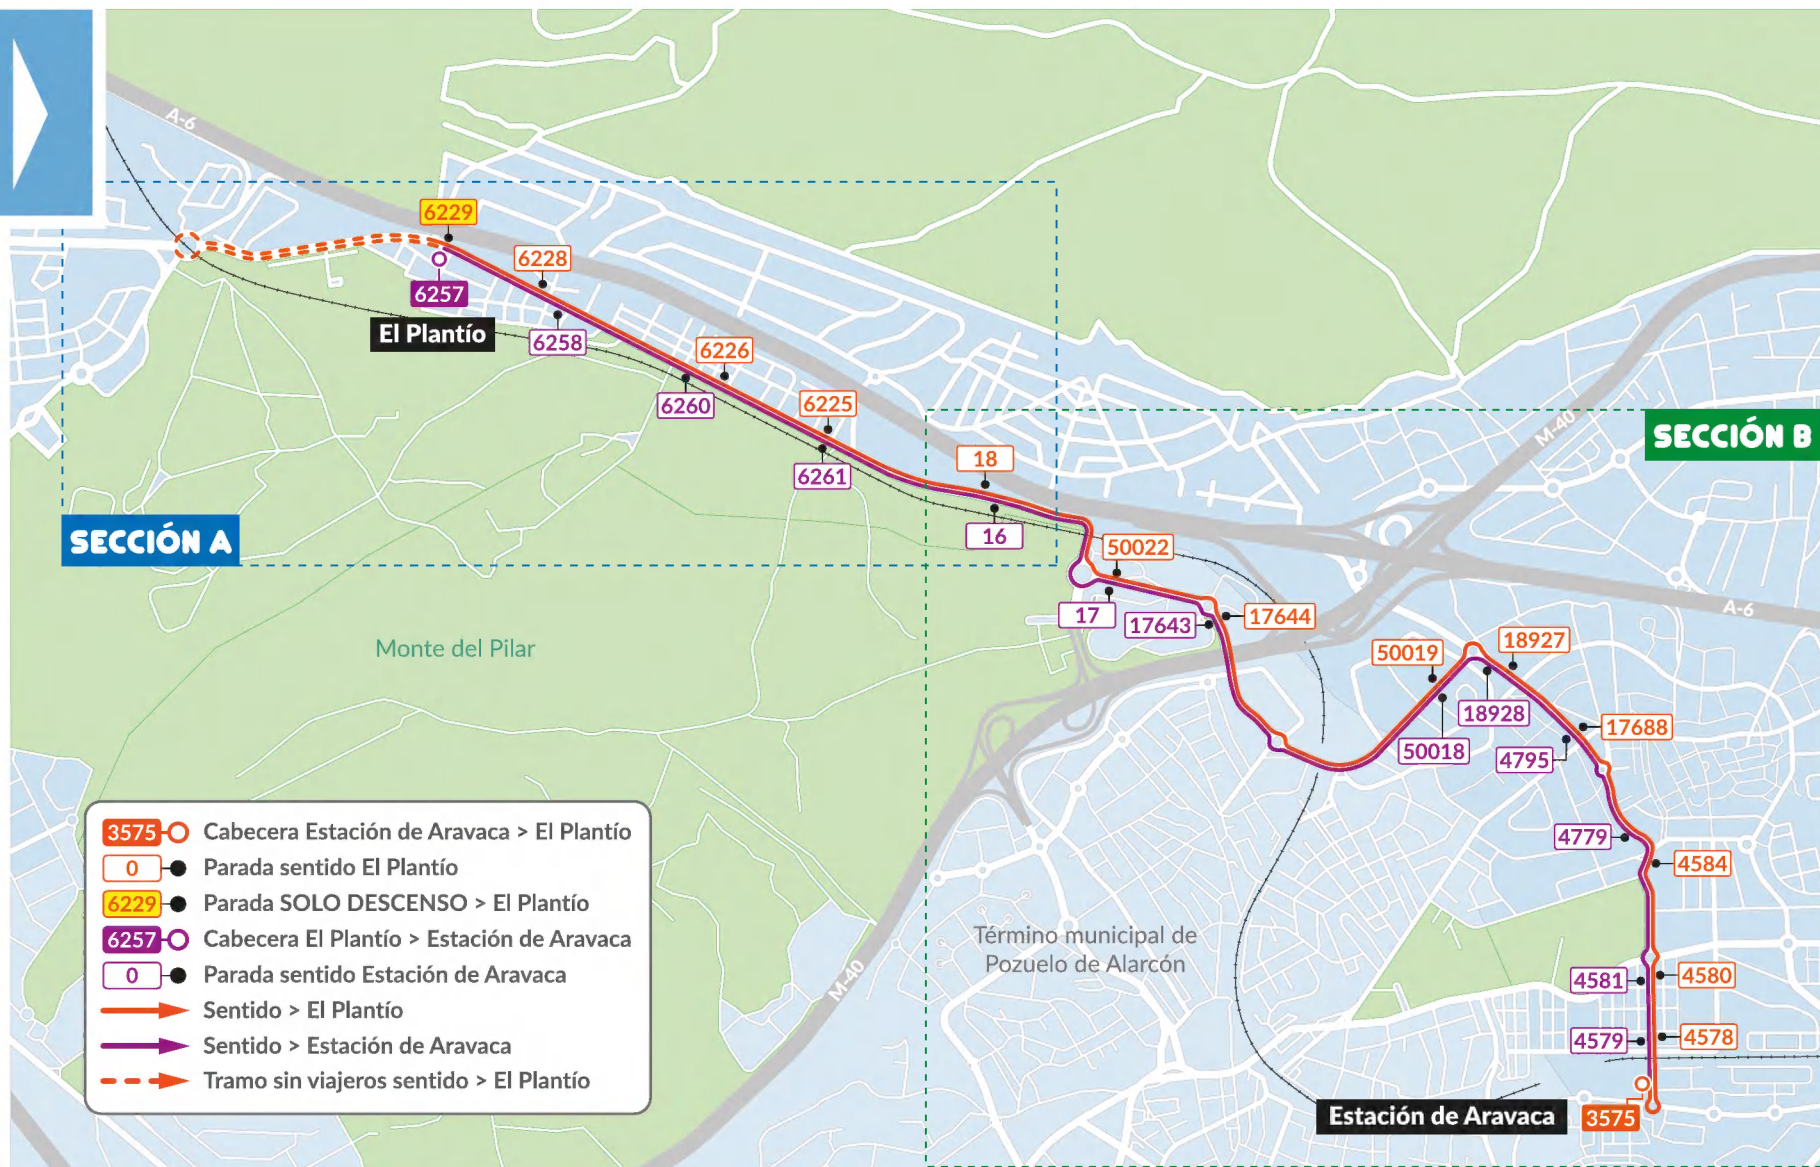 A-6
6229
6228
6257
El Plantío
6258
6226
6260
6225
6261
M-40
SECCIÓN B
18
16
SECCIÓN A
50022
17
17643
17644
A-6
Monte del Pilar
50019
18927
18928
50018
17688
4795
4779
4584
Término municipal de
Pozuelo de Alarcón
M-40
4581
4580
4579
4578
Estación de Aravaca
3575
3575 Cabecera Estación de Aravaca > El Plantío
0 Parada sentido El Plantío
6229 Parada SOLO DESCENSO > El Plantío
6257 Cabecera El Plantío > Estación de Aravaca
0 Parada sentido Estación de Aravaca
Sentido > El Plantío
Sentido > Estación de Aravaca
Tramo sin viajeros sentido > El Plantío